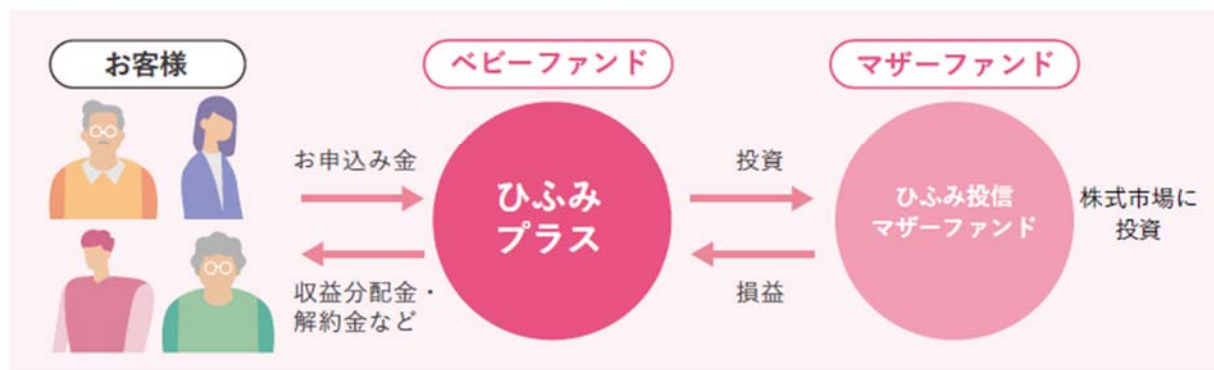 お客様
ベビーファンド
マザーファンド
お申込み金
投資
ひふみ
プラス
ひふみ投信
マザーファンド
株式市場に
投資
収益分配金・
解約金など
損益